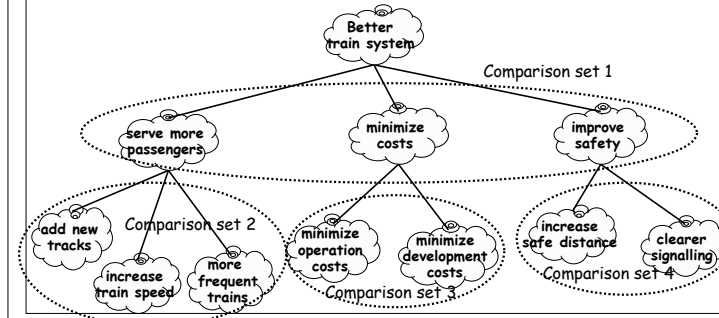 Better
train system
Comparison set 1
serve more
passengers
minimize
costs
improve
safety
add new
tracks
Comparison set 2
increase
train speed
more
frequent
trains
minimize
operation
costs
minimize
development
costs
Comparison set 3
increase
safe distance
clearer
signalling
Comparison set 4